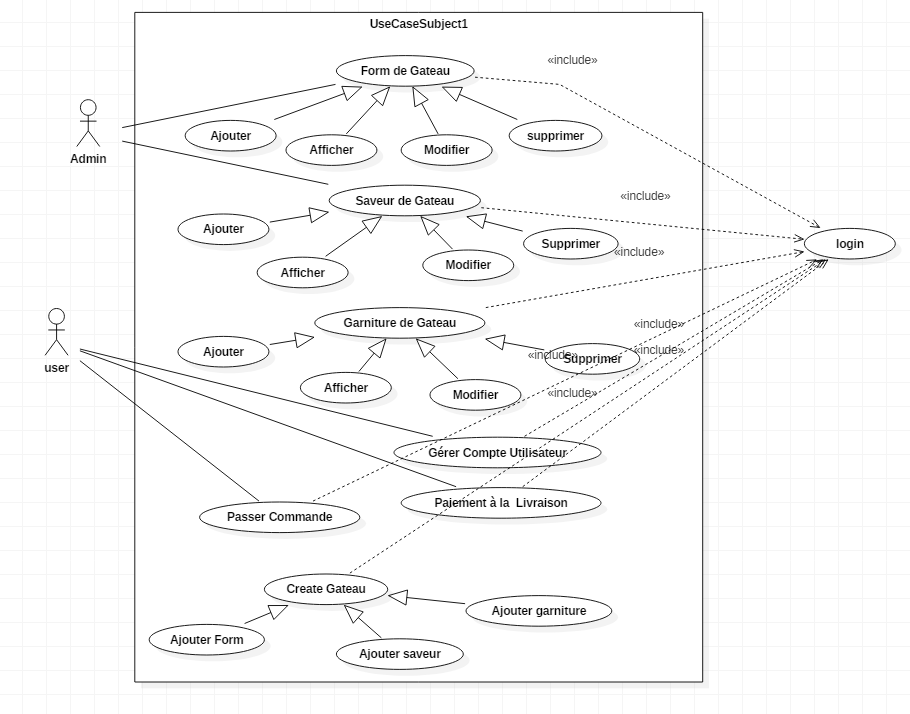 UseCaseSubject1
«include»
Form de Gateau
Ajouter
Afficher
Modifier
supprimer
Admin
«include»
Saveur de Gateau
Ajouter
Supprimer
«include»
login
Afficher
Modifier
Garniture de Gateau
«include»
user
Ajouter
«include»
Supprimer
«include»
Afficher
Modifier
«include»
Gérer Compte Utilisateur
Paiement à la  Livraison
Passer Commande
Create Gateau
Ajouter garniture
Ajouter Form
Ajouter saveur